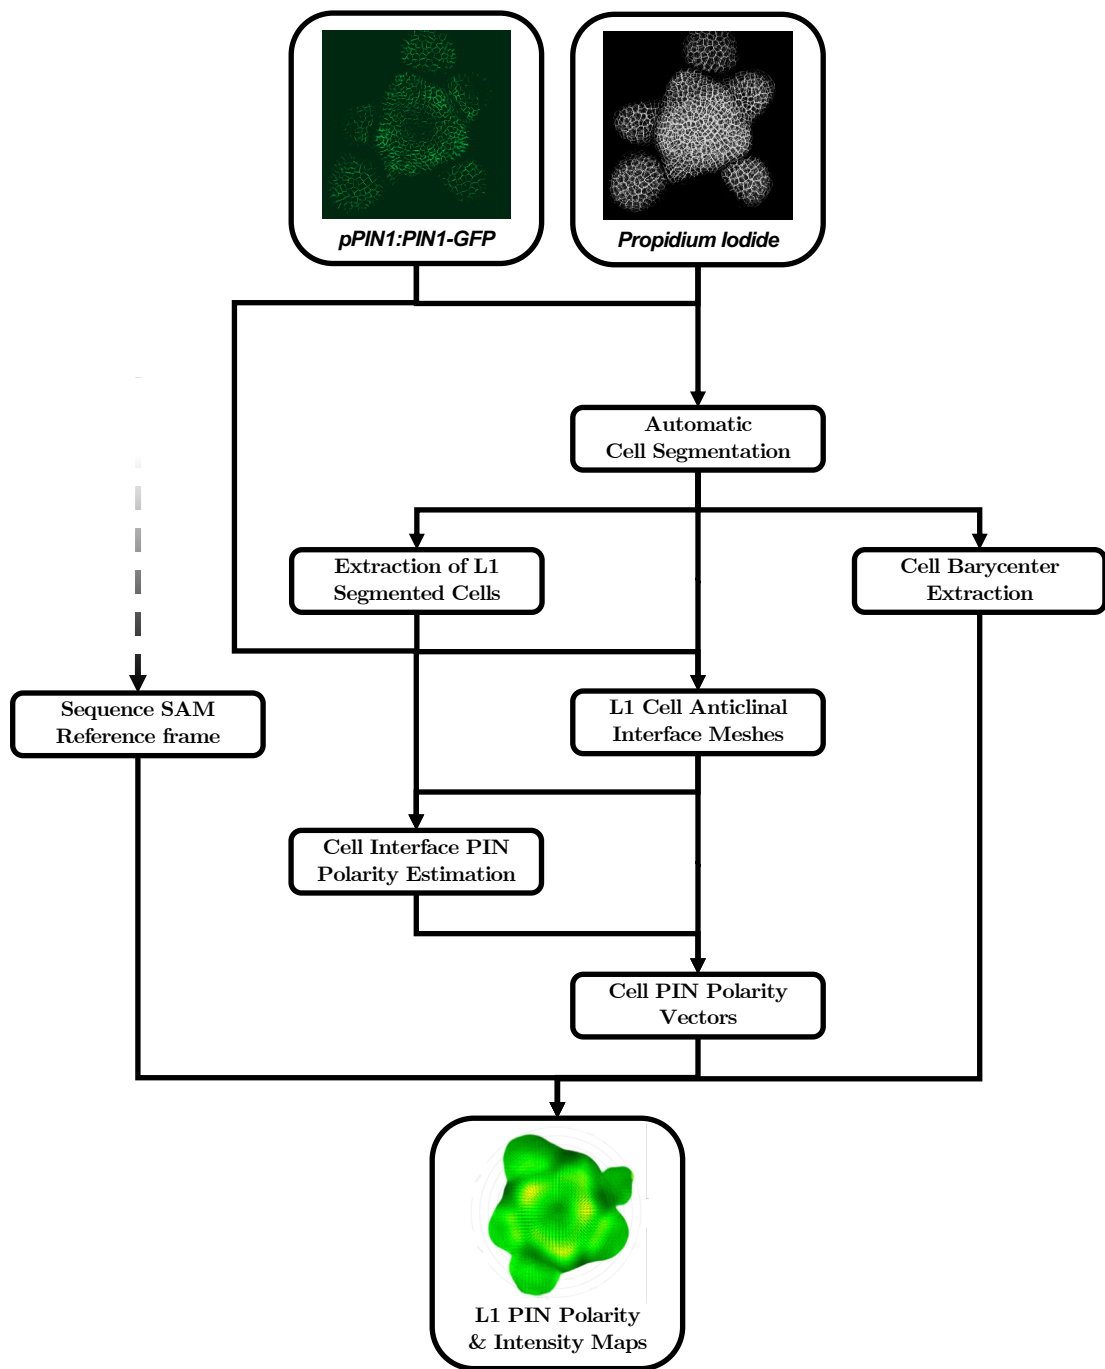 pPIN1:PIN1-GFP
Propidium Iodide
Automatic
Cell Segmentation
Extraction of L1
Segmented Cells
Cell Barycenter
Extraction
Sequence SAM
Reference frame
L1 Cell Anticlinal
Interface Meshes
Cell Interface PIN
Polarity Estimation
Cell PIN Polarity
Vectors
L1 PIN Polarity
& Intensity Maps